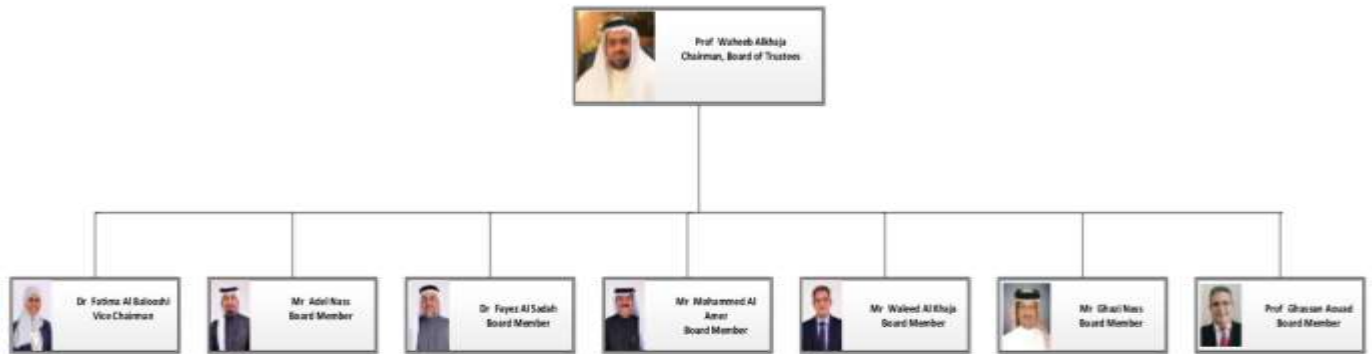 Prof Waheeb Alkhaja
Chairman, Board of Trustees
Dr Fatima Al Balooshi
Vice Chairman
Mr Adel Nass
Board Member
Dr Fayez Al Sadah
Board Member
Mr Mohammed Al
Amer
Board Member
Mr Waleed Al Khaja
Board Member
Mr Ghazi Nass
Board Member
Prof Ghassan Aouad
Board Member